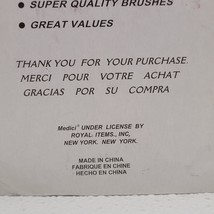 • SUPER QUALITY BRUSHES
• GREAT VALUES
THANK YOU FOR YOUR PURCHASE.
MERCI POUR VOTRE ACHAT
GRACIAS POR SU COMPRA
Medici™ UNDER LICENSE BY
ROYAL ITEMS., INC,
NEW YORK. NEW YORK.
MADE IN CHINA
FABRIQUE EN CHINE
HECHO EN CHINA